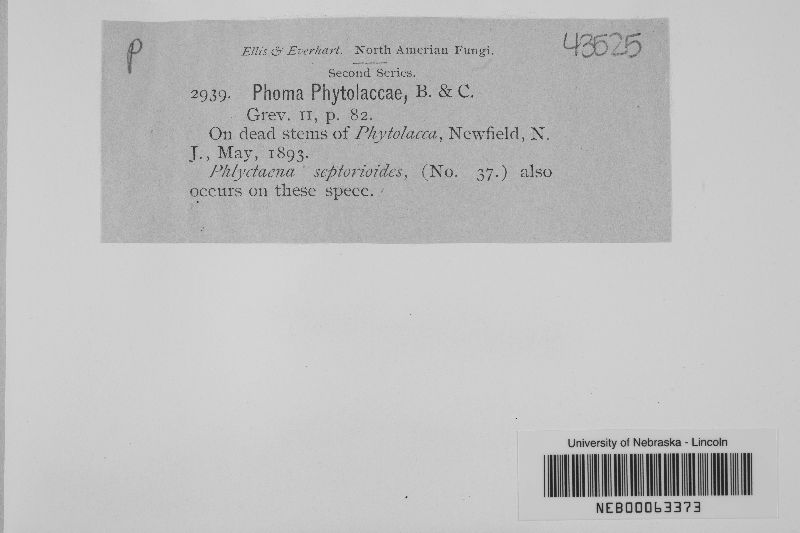 P
43525
Ellis & Everhart. North Amerian Fungi.
Second Series.
2939. Phoma Phytolaccae, B. & C.
Grev. II, p. 82.
On dead stems of Phytolacca, Newfield, N.
J., May, 1893.
Phlyctaena septorioides, (No. 37.) also
occurs on these specc.
University of Nebraska - Lincoln
NEB00063373